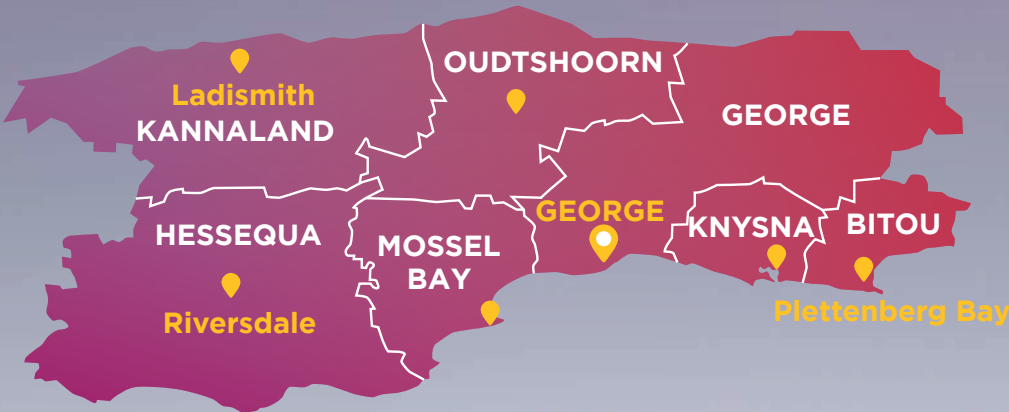 OUDTSHOORN
Ladismith
KANNALAND
GEORGE
GEORGE
HESSEQUA
MOSSEL
BAY
KNYSNA
BITOU
Riversdale
Plettenberg Bay